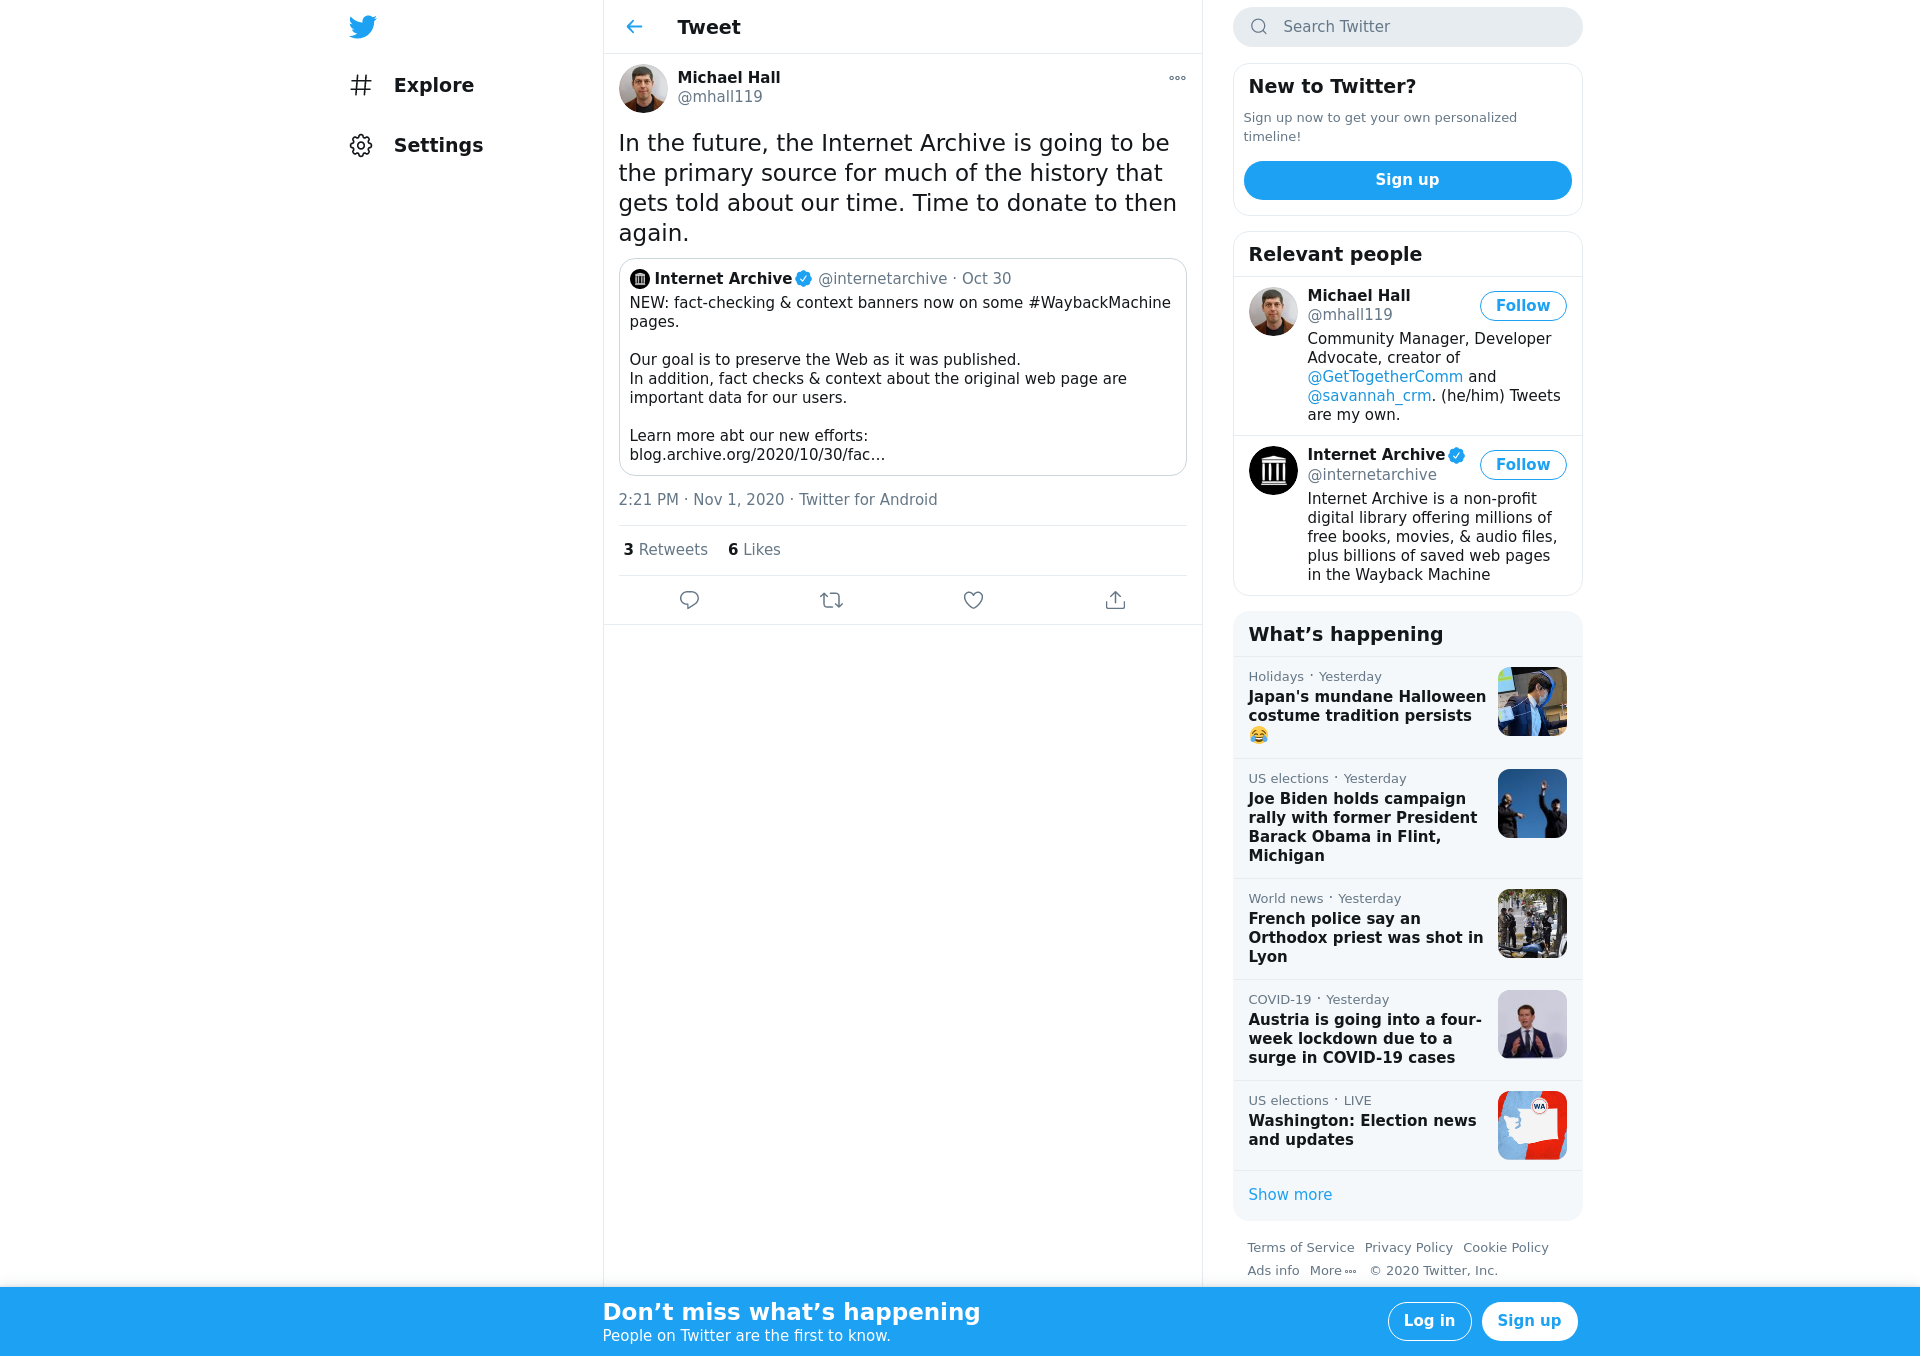 Explore
Settings
Tweet
Michael Hall
@mhall119
In the future, the Internet Archive is going to be
the primary source for much of the history that
gets told about our time. Time to donate to then
again.
Internet Archive @internetarchive · Oct 30
NEW: fact-checking & context banners now on some #WaybackMachine
pages.
Our goal is to preserve the Web as it was published.
In addition, fact checks & context about the original web page are
important data for our users.
Learn more abt our new efforts:
blog.archive.org/2020/10/30/fac…
2:21 PM · Nov 1, 2020 · Twitter for Android
3 Retweets 6 Likes
Search Twitter
New to Twitter?
Sign up now to get your own personalized
timeline!
Sign up
Relevant people
Michael Hall
@mhall119
Follow
Community Manager, Developer
Advocate, creator of
@GetTogetherComm and
@savannah_crm. (he/him) Tweets
are my own.
Internet Archive
@internetarchive
Follow
Internet Archive is a non-profit
digital library offering millions of
free books, movies, & audio files,
plus billions of saved web pages
in the Wayback Machine
What’s happening
Holidays · Yesterday
Japan's mundane Halloween
costume tradition persists
😂
US elections · Yesterday
Joe Biden holds campaign
rally with former President
Barack Obama in Flint,
Michigan
World news · Yesterday
French police say an
Orthodox priest was shot in
Lyon
COVID-19 · Yesterday
Austria is going into a four-
week lockdown due to a
surge in COVID-19 cases
US elections · LIVE
Washington: Election news
and updates
WA
Show more
Terms of Service Privacy Policy Cookie Policy
Ads info More © 2020 Twitter, Inc.
Don’t miss what’s happening
People on Twitter are the first to know.
Log in
Sign up